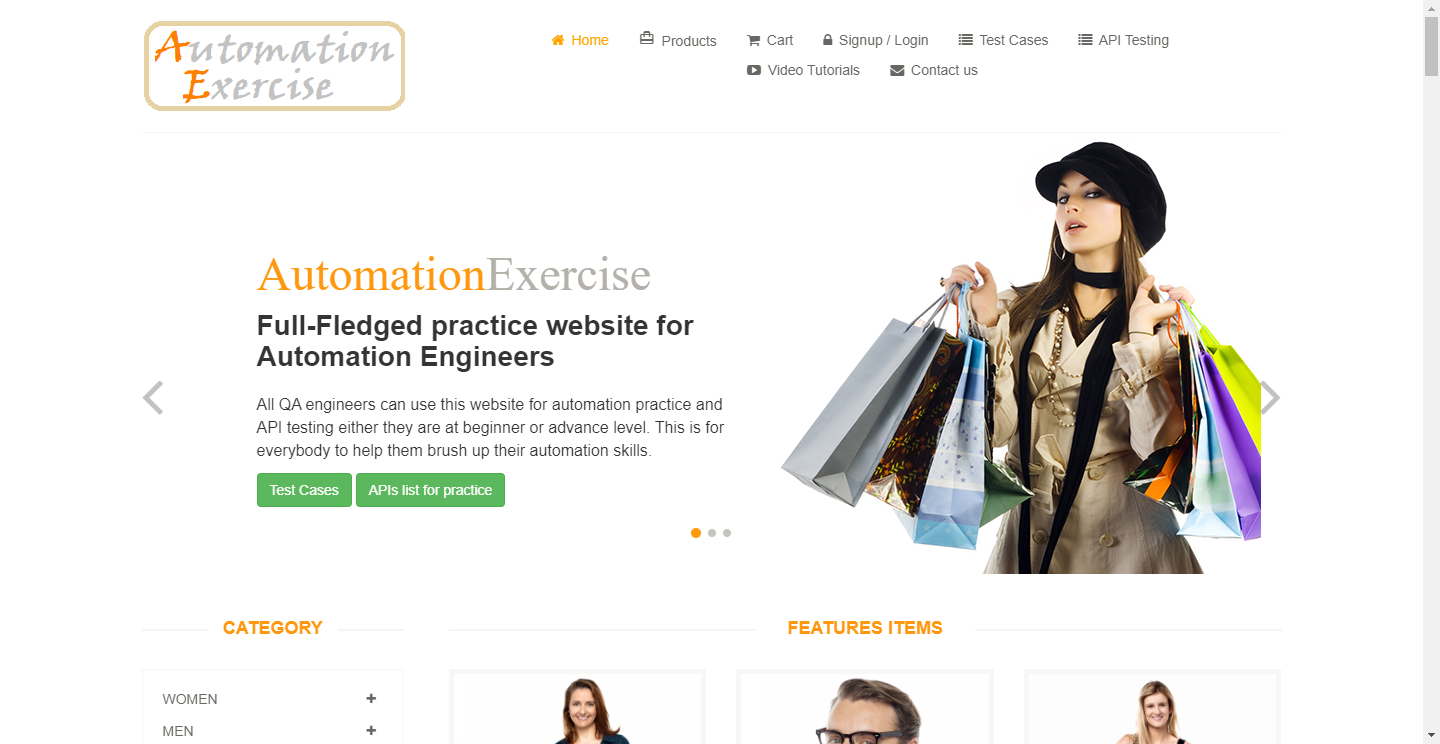 Automation
Exercise
Home Products Cart Signup / Login Test Cases API Testing
Video Tutorials Contact us
AutomationExercise
Full-Fledged practice website for
Automation Engineers
All QA engineers can use this website for automation practice and
API testing either they are at beginner or advance level. This is for
everybody to help them brush up their automation skills.
Test Cases APIs list for practice
CATEGORY
WOMEN
MEN
FEATURES ITEMS